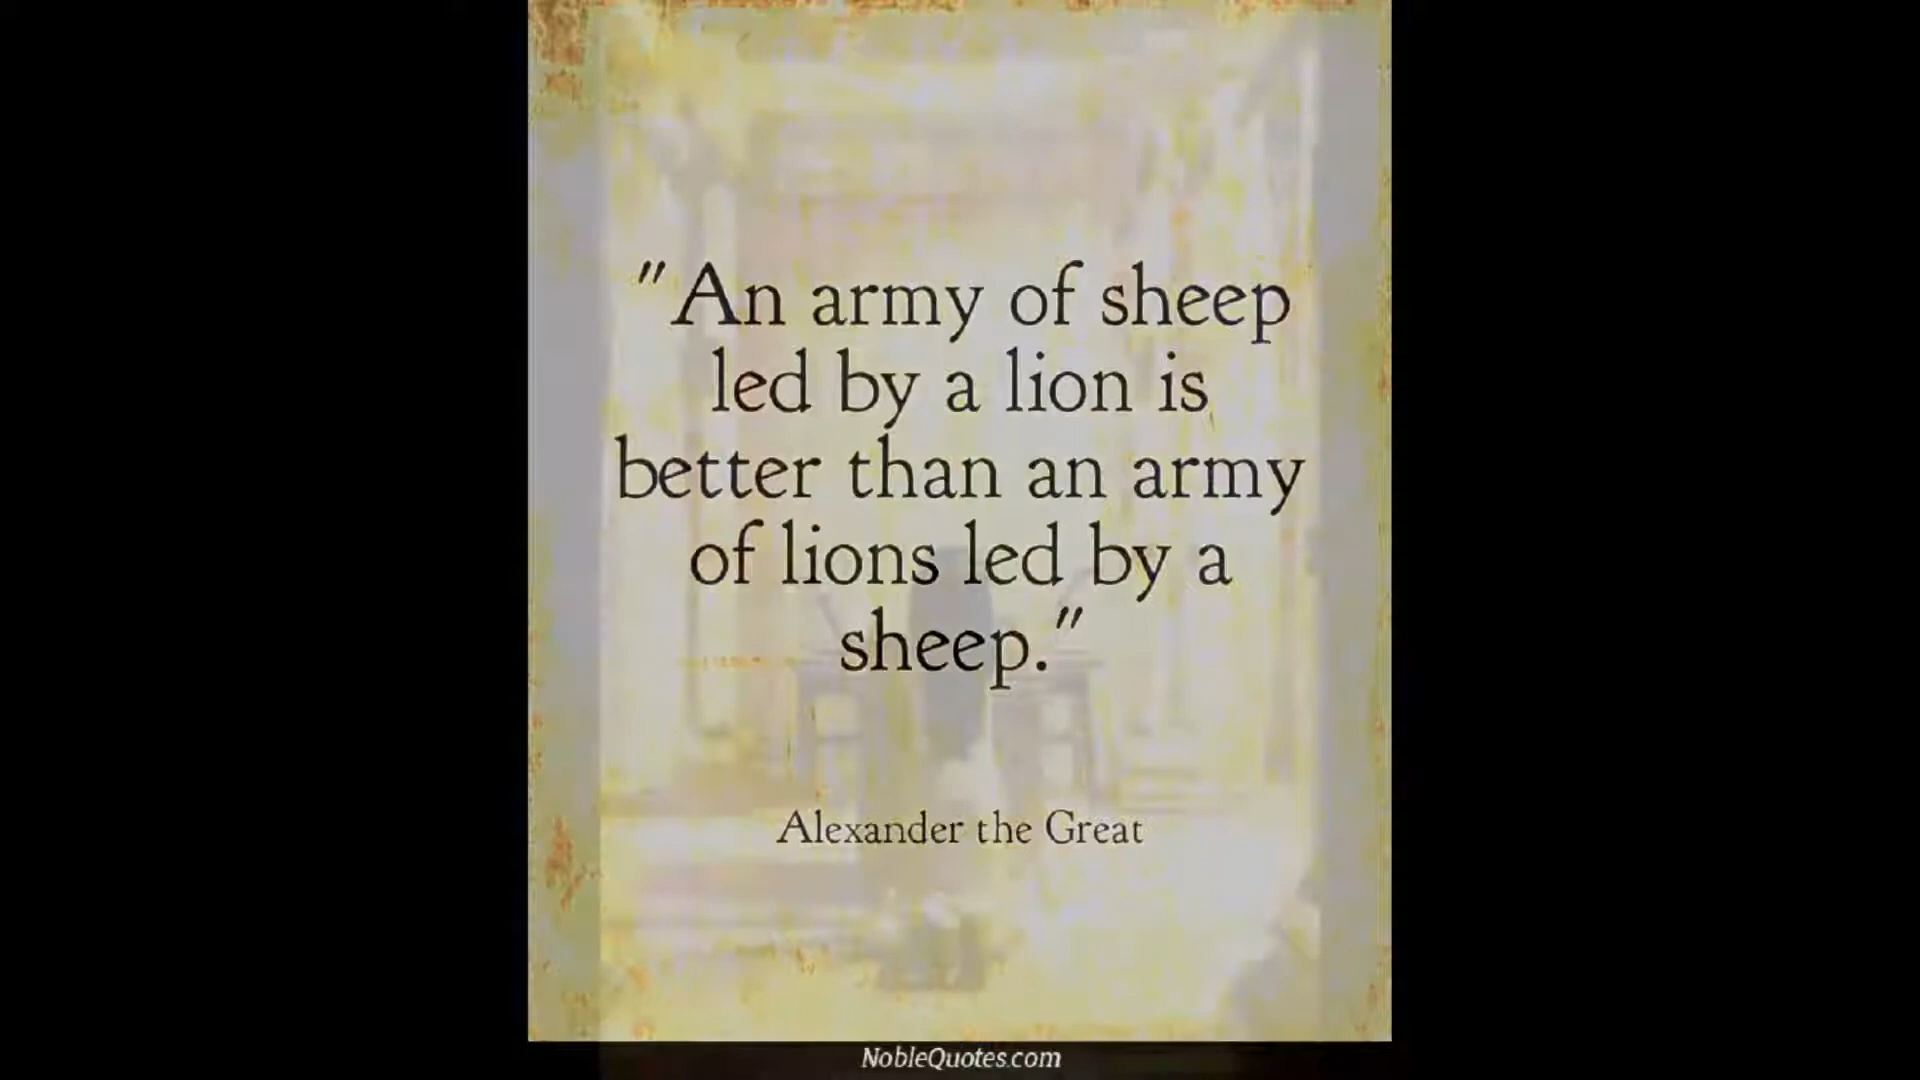 "An army of sheep
led by a lion is
better than an army
of lions led by a
sheep."
Alexander the Great
NobleQuotes.com